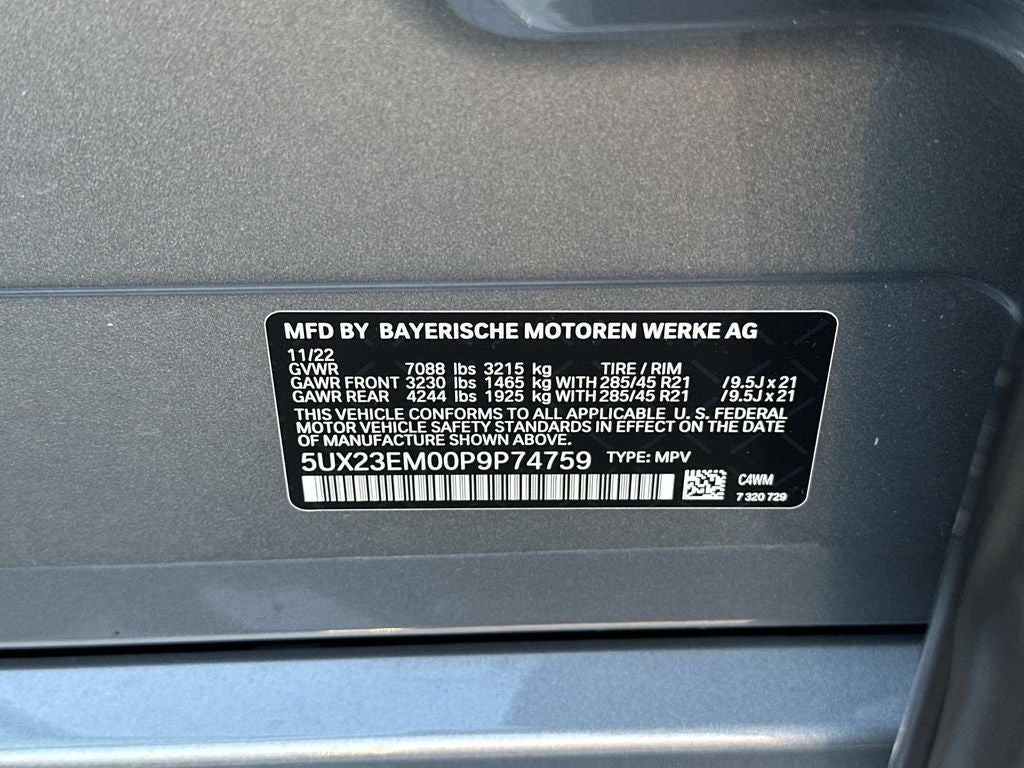 MFD BY BAYERISCHE MOTOREN WERKE AG
11/22
GVWR 7088 lbs 3215 kg TIRE / RIM
GAWR FRONT 3230 lbs 1465 kg WITH 285/45 R21 / 9.5J x 21
GAWR REAR 4244 lbs 1925 kg WITH 285/45 R21 / 9.5J x 21
THIS VEHICLE CONFORMS TO ALL APPLICABLE U. S. FEDERAL
MOTOR VEHICLE SAFETY STANDARDS IN EFFECT ON THE DATE
OF MANUFACTURE SHOWN ABOVE.
5UX23EM00P9P74759 TYPE: MPV
C4WM
7 320 729